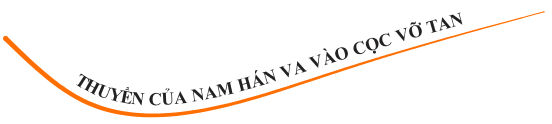 THUYỀN CỦA NAM HÁN VA VÀO CỌC VỠ TAN